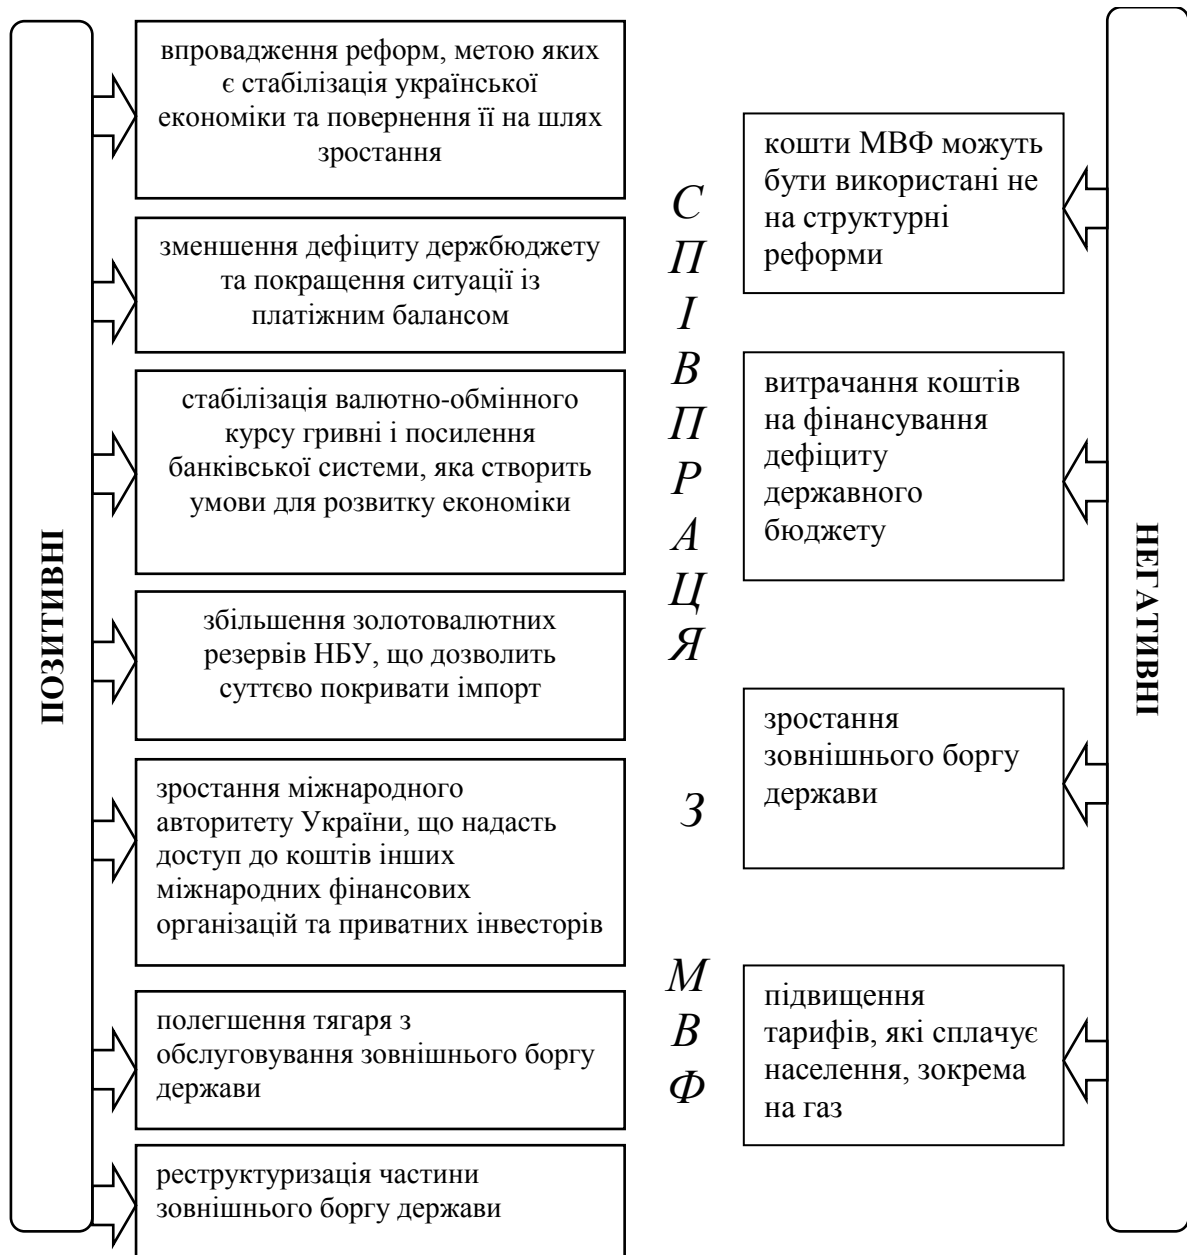 ПОЗИТИВНІ
впровадження реформ, метою яких
є стабілізація української
економіки та повернення її на шлях
зростання
зменшення дефіциту держбюджету
та покращення ситуації із
платіжним балансом
стабілізація валютно-обмінного
курсу гривні і посилення
банківської системи, яка створить
умови для розвитку економіки
збільшення золотовалютних
резервів НБУ, що дозволить
суттєво покривати імпорт
зростання міжнародного
авторитету України, що надасть
доступ до коштів інших
міжнародних фінансових
організацій та приватних інвесторів
полегшення тягаря з
обслуговування зовнішнього боргу
держави
реструктуризація частини
зовнішнього боргу держави
С
П
І
В
П
Р
А
Ц
Я
З
М
В
Ф
кошти МВФ можуть
бути використані не
на структурні
реформи
витрачання коштів
на фінансування
дефіциту
державного
бюджету
зростання
зовнішнього боргу
держави
підвищення
тарифів, які сплачує
населення, зокрема
на газ
НЕГАТИВНІ